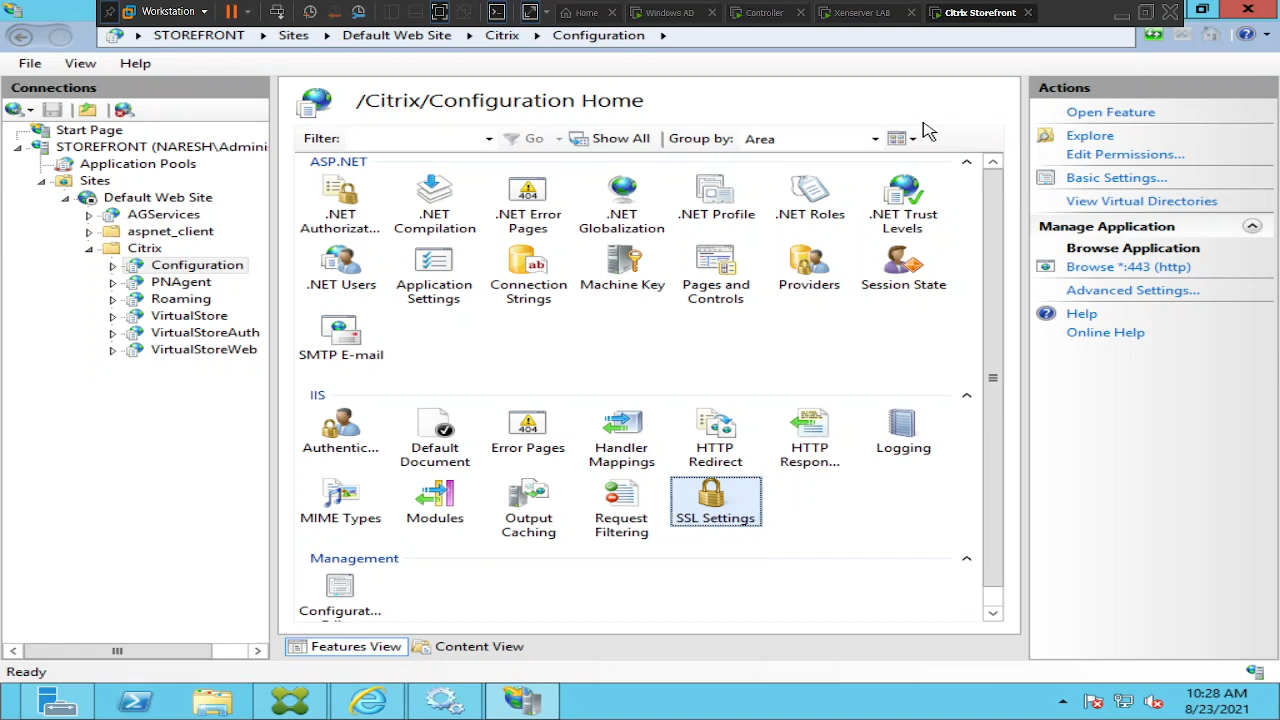 Workstation
Home
Windows AD
Controller
Xenserver LAB
Citrix Storefront
STOREFRONT
Sites
Default Web Site
Citrix
Configuration
File
View
Help
Connections
Start Page
STOREFRONT (NARESH\Adminis
Application Pools
Sites
Default Web Site
AGServices
aspnet_client
Citrix
Configuration
PNAgent
Roaming
VirtualStore
VirtualStoreAuth
VirtualStoreWeb
/Citrix/Configuration Home
Filter:
Go
Show All
Group by:
Area
ASP.NET
.NET Authorizat...
.NET Compilation
.NET Error Pages
.NET Globalization
.NET Profile
.NET Roles
.NET Trust Levels
.NET Users
Application Settings
Connection Strings
Machine Key
Pages and Controls
Providers
Session State
SMTP E-mail
IIS
Authentic...
Default Document
Error Pages
Handler Mappings
HTTP Redirect
HTTP Respon...
Logging
MIME Types
Modules
Output Caching
Request Filtering
SSL Settings
Management
Configurat...
Features View
Content View
Actions
Open Feature
Explore
Edit Permissions...
Basic Settings...
View Virtual Directories
Manage Application
Browse Application
Browse *:443 (http)
Advanced Settings...
Help
Online Help
Ready
10:28 AM
8/23/2021